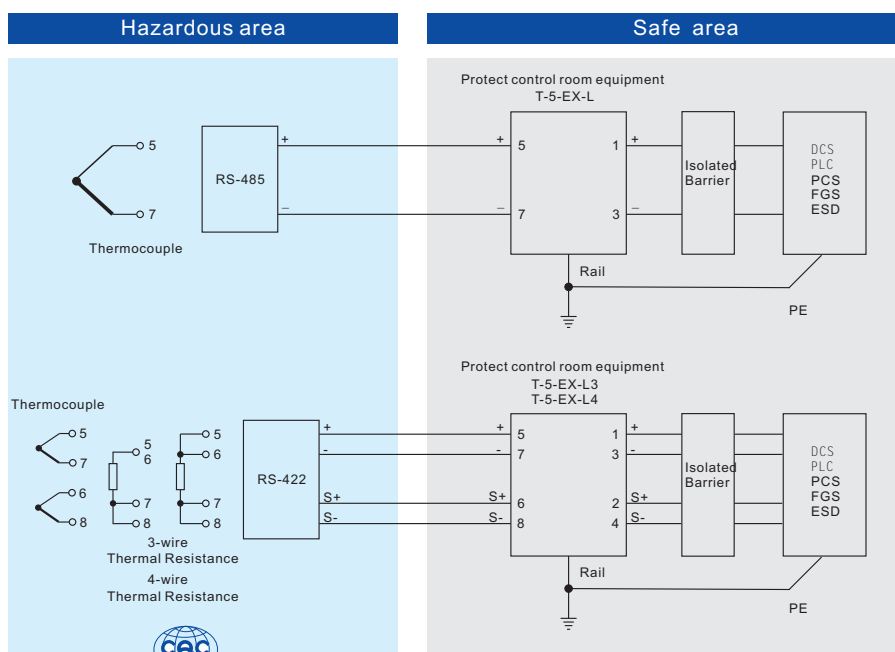 Hazardous area
Safe area
Protect control room equipment
T-5-EX-L
5
7
Thermocouple
RS-485
+
−
+
−
5
7
1
3
+
−
Isolated
Barrier
DCS
PLC
PCS
FGS
ESD
Rail
PE
Protect control room equipment
T-5-EX-L3
T-5-EX-L4
Thermocouple
5
7
6
8
5
6
7
8
5
6
7
8
3-wire
Thermal Resistance
4-wire
Thermal Resistance
RS-422
+
-
S+
S-
+
-
S+
S-
5
7
6
8
1
3
2
4
+
-
S+
S-
Isolated
Barrier
DCS
PLC
PCS
FGS
ESD
Rail
PE